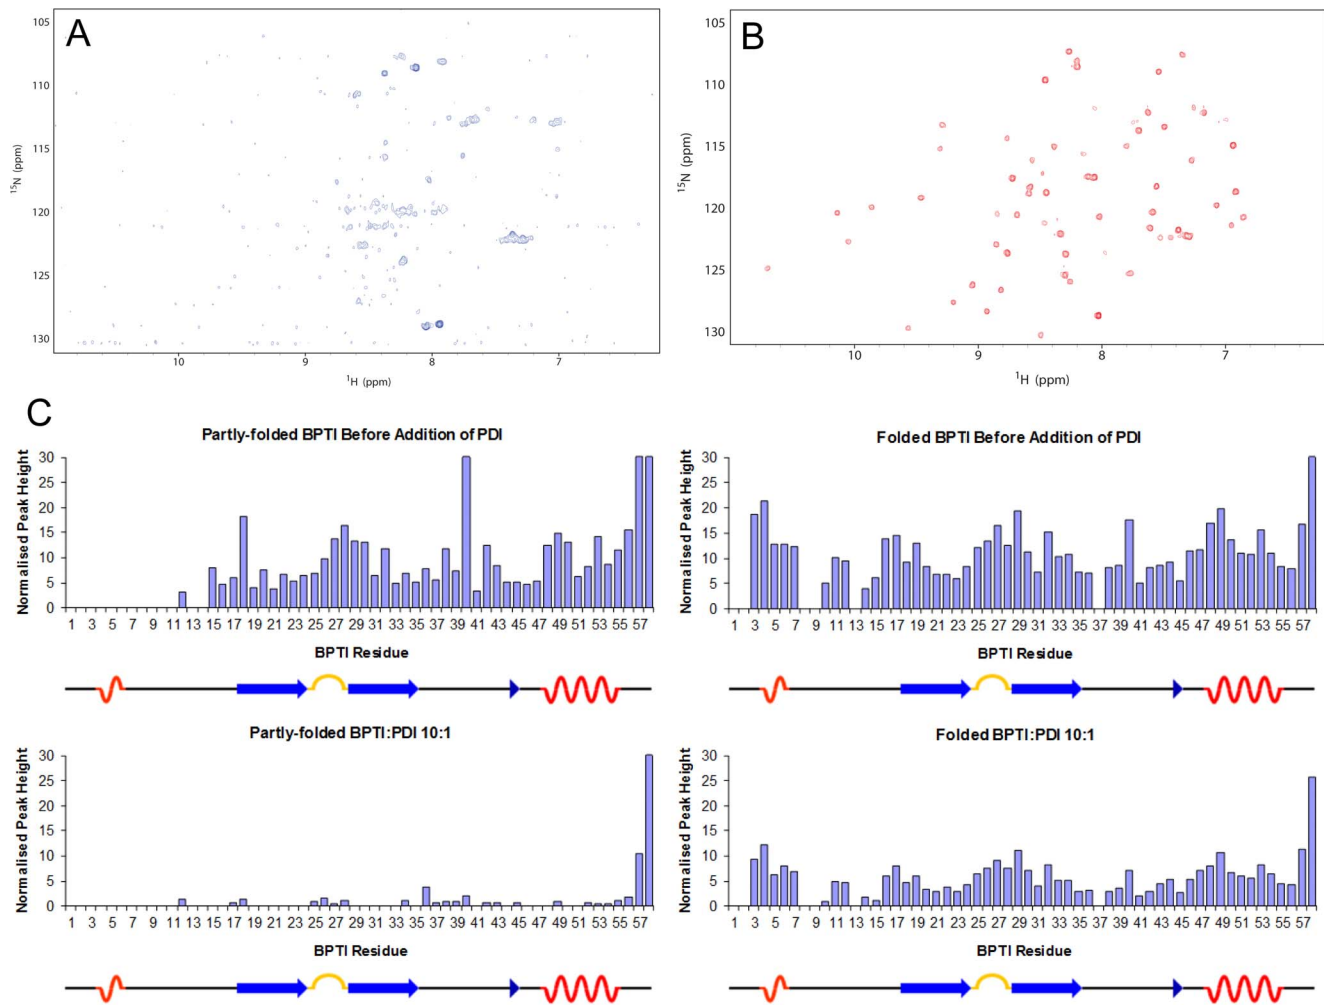 A
105
110
115
120
125
130
¹⁵N (ppm)
10 9 8 7
¹H (ppm)
B
105
110
115
120
125
130
¹⁵N (ppm)
10 9 8 7
¹H (ppm)
C
Partly-folded BPTI Before Addition of PDI
Normalised Peak Height
30
25
20
15
10
5
0
1 3 5 7 9 11 13 15 17 19 21 23 25 27 29 31 33 35 37 39 41 43 45 47 49 51 53 55 57
BPTI Residue
Folded BPTI Before Addition of PDI
Normalised Peak Height
30
25
20
15
10
5
0
1 3 5 7 9 11 13 15 17 19 21 23 25 27 29 31 33 35 37 39 41 43 45 47 49 51 53 55 57
BPTI Residue
Partly-folded BPTI:PDI 10:1
Normalised Peak Height
30
25
20
15
10
5
0
1 3 5 7 9 11 13 15 17 19 21 23 25 27 29 31 33 35 37 39 41 43 45 47 49 51 53 55 57
BPTI Residue
Folded BPTI:PDI 10:1
Normalised Peak Height
30
25
20
15
10
5
0
1 3 5 7 9 11 13 15 17 19 21 23 25 27 29 31 33 35 37 39 41 43 45 47 49 51 53 55 57
BPTI Residue